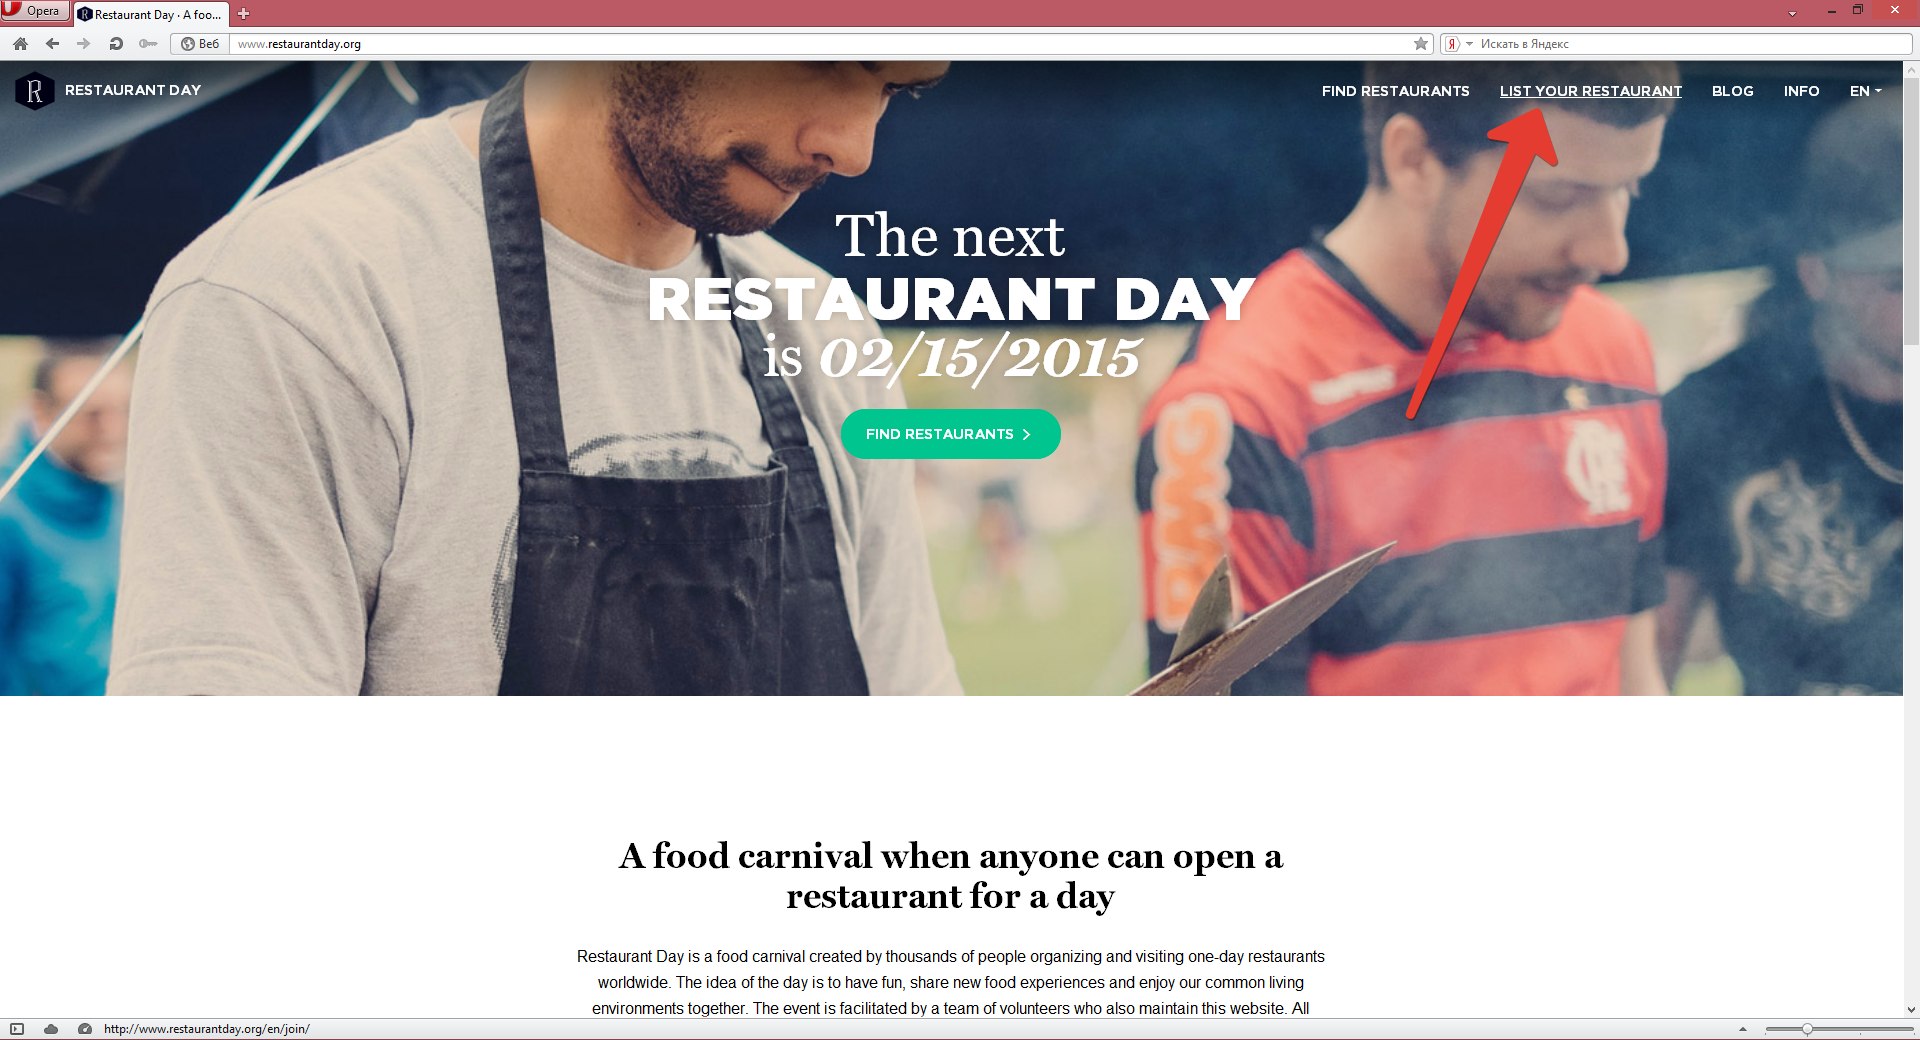 Opera
Restaurant Day · A foo...
Веб
www.restaurantday.org
Искать в Яндекс
RESTAURANT DAY
FIND RESTAURANTS
LIST YOUR RESTAURANT
BLOG
INFO
EN
The next
RESTAURANT DAY
is 02/15/2015
FIND RESTAURANTS
BMG
A food carnival when anyone can open a
restaurant for a day
Restaurant Day is a food carnival created by thousands of people organizing and visiting one-day restaurants
worldwide. The idea of the day is to have fun, share new food experiences and enjoy our common living
environments together. The event is facilitated by a team of volunteers who also maintain this website. All
http://www.restaurantday.org/en/join/